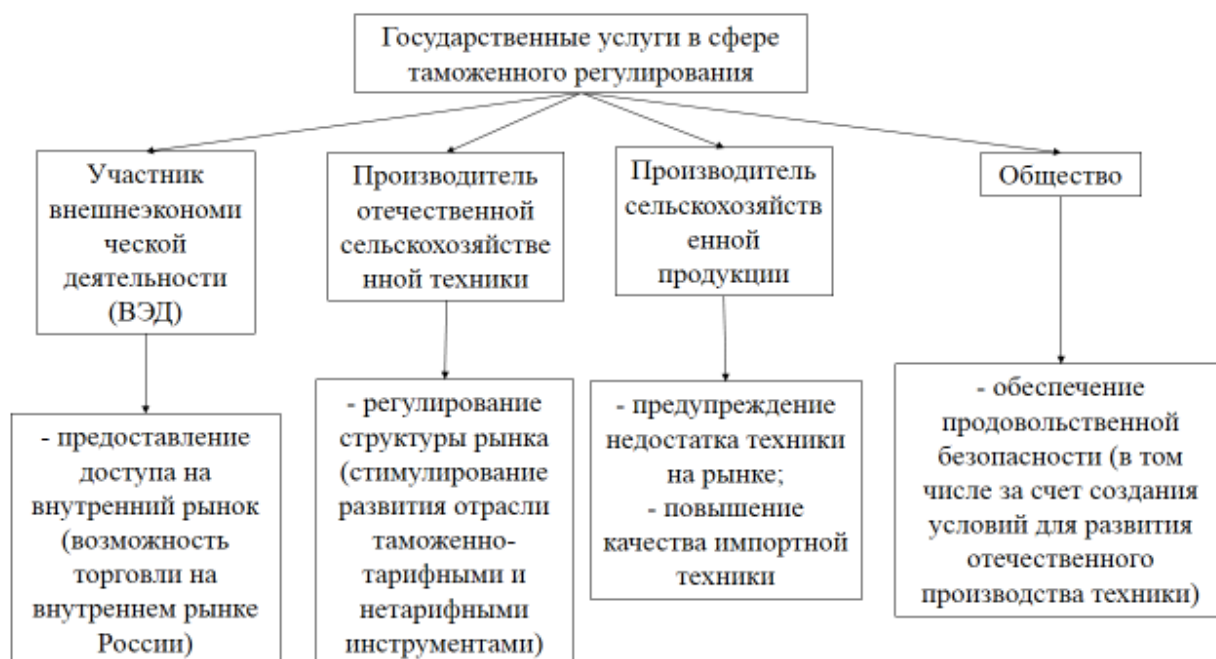 Государственные услуги в сфере
таможенного регулирования
Участник
внешнеэкономи
ческой
деятельности
(ВЭД)
Производитель
отечественной
сельскохозяйстве
нной техники
Производитель
сельскохозяйств
енной
продукции
Общество
- предоставление
доступа на
внутренний рынок
(возможность
торговли на
внутреннем рынке
России)
- регулирование
структуры рынка
(стимулирование
развития отрасли
таможенно-
тарифными и
нетарифными
инструментами)
- предупреждение
недостатка техники
на рынке;
- повышение
качества импортной
техники
- обеспечение
продовольственной
безопасности (в том
числе за счет создания
условий для развития
отечественного
производства техники)